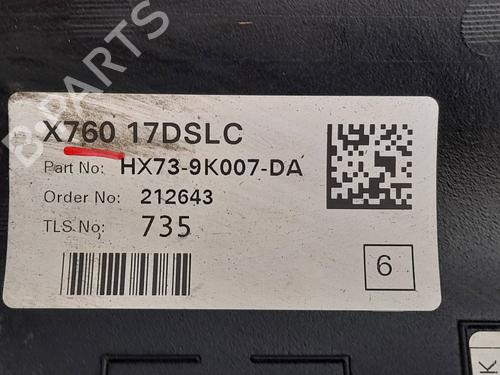 X760 17DSLC
Part No: HX73-9K007-DA
Order No: 212643
TLS No: 735
6
K
B-PARTS